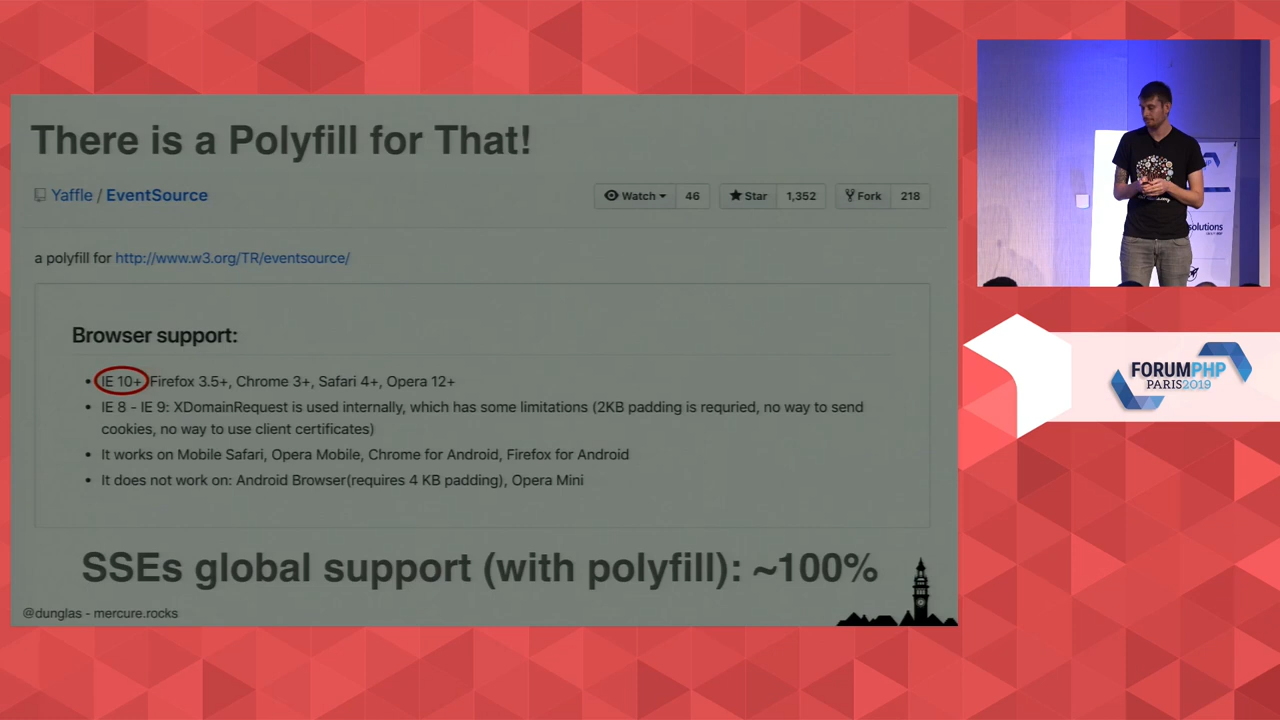 There is a Polyfill for That!
Yaffle / EventSource
Watch 46 Star 1,352 Fork 218
a polyfill for http://www.w3.org/TR/eventsource/
Browser support:
• IE 10+ Firefox 3.5+, Chrome 3+, Safari 4+, Opera 12+
• IE 8 - IE 9: XDomainRequest is used internally, which has some limitations (2KB padding is requried, no way to send
cookies, no way to use client certificates)
• It works on Mobile Safari, Opera Mobile, Chrome for Android, Firefox for Android
• It does not work on: Android Browser(requires 4 KB padding), Opera Mini
SSEs global support (with polyfill): ~100%
@dunglas - mercure.rocks
solutions
FORUMPHP
PARIS2019